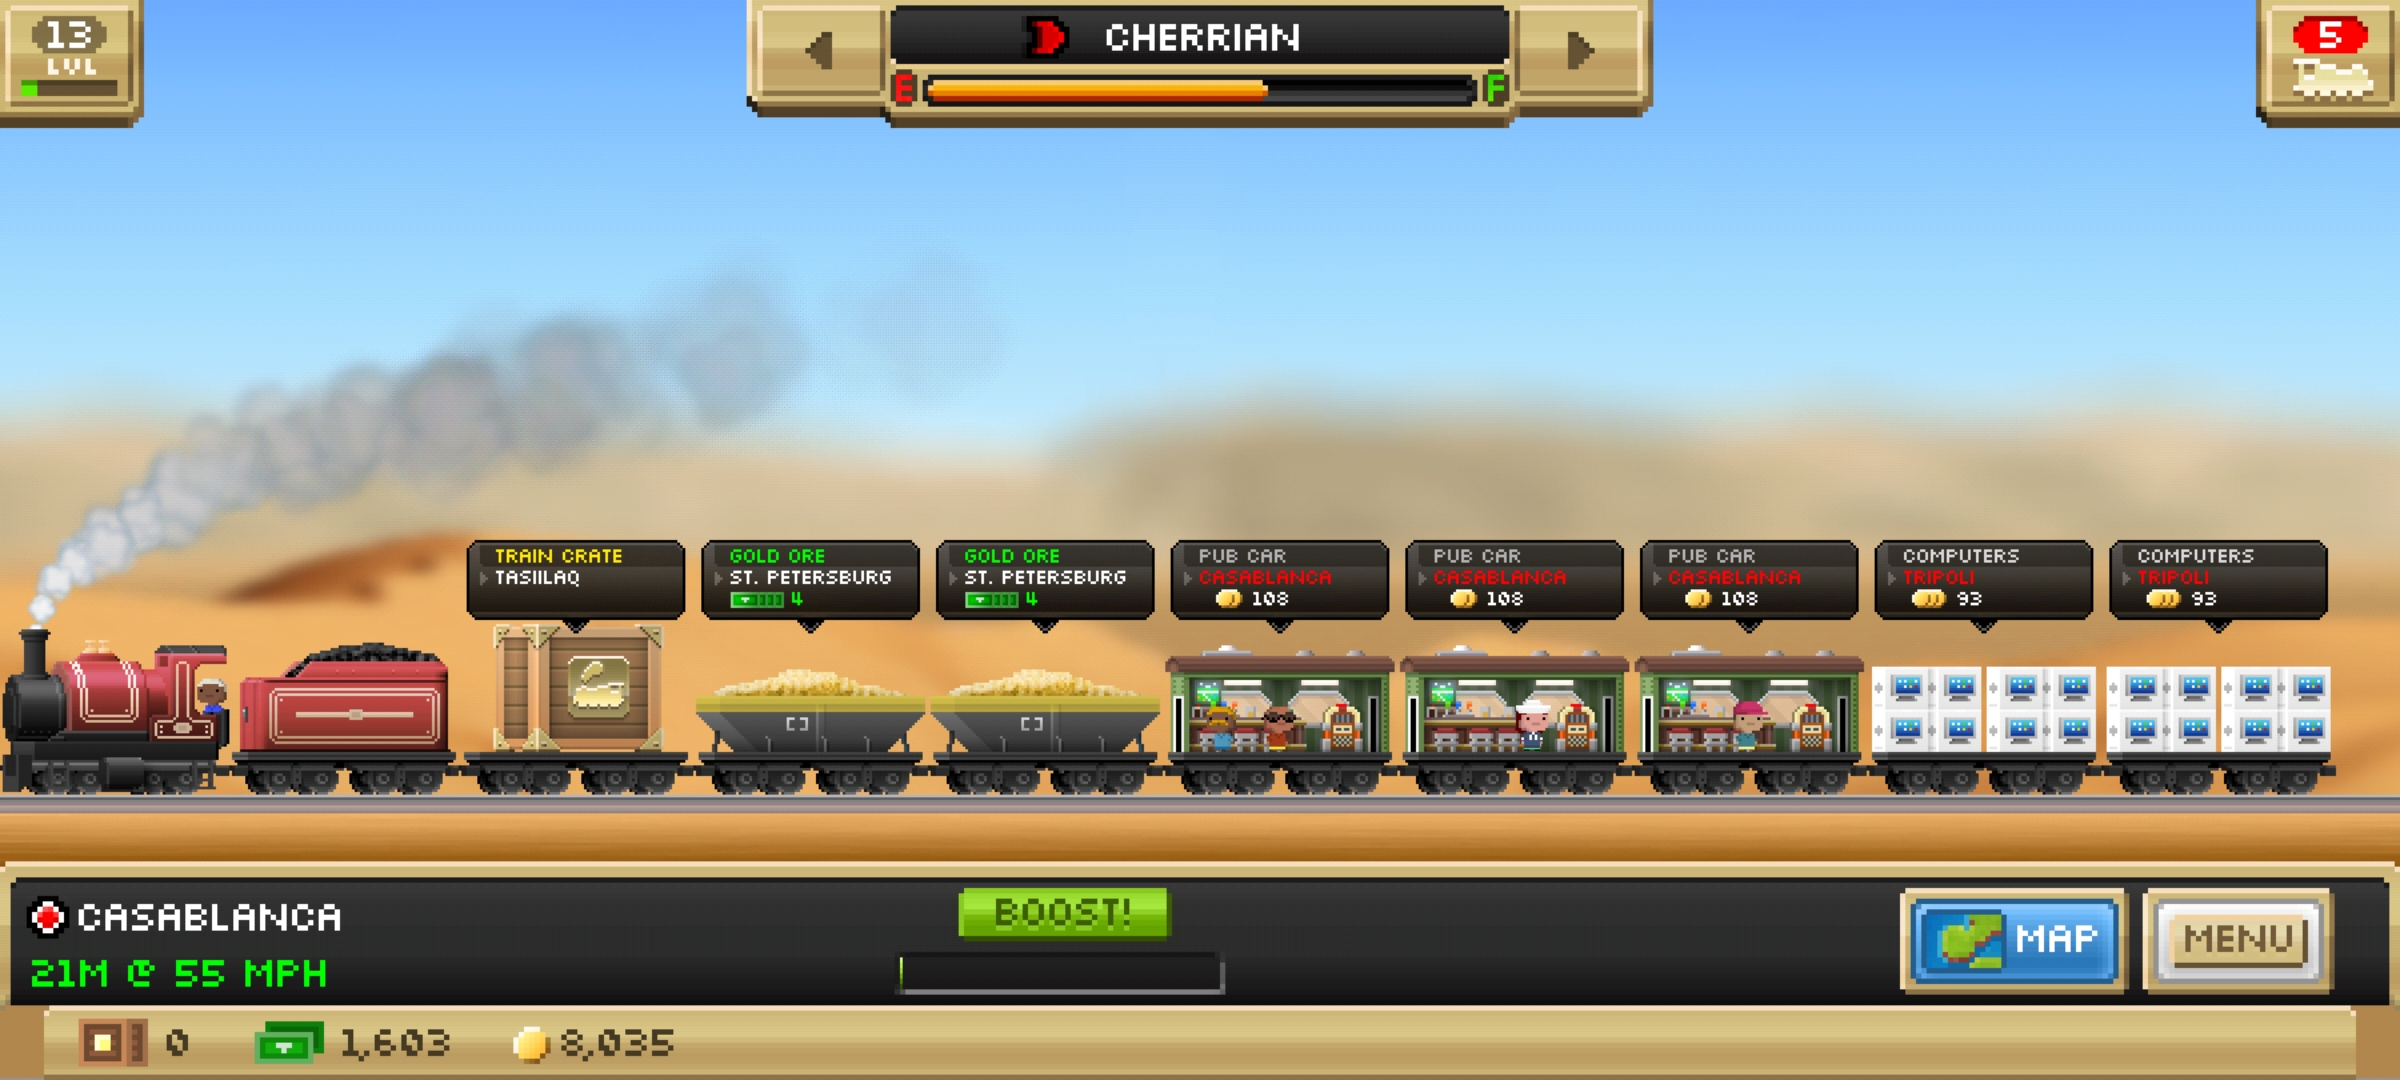 13
LVL
CHERRIAN
E F
5
TRAIN CRATE
TASIILAQ
GOLD ORE
ST. PETERSBURG
4
GOLD ORE
ST. PETERSBURG
4
PUB CAR
CASABLANCA
108
PUB CAR
CASABLANCA
108
PUB CAR
CASABLANCA
108
COMPUTERS
TRIPOLI
93
COMPUTERS
TRIPOLI
93
CASABLANCA
21M @ 55 MPH
BOOST!
MAP
MENU
0
1,603
8,035